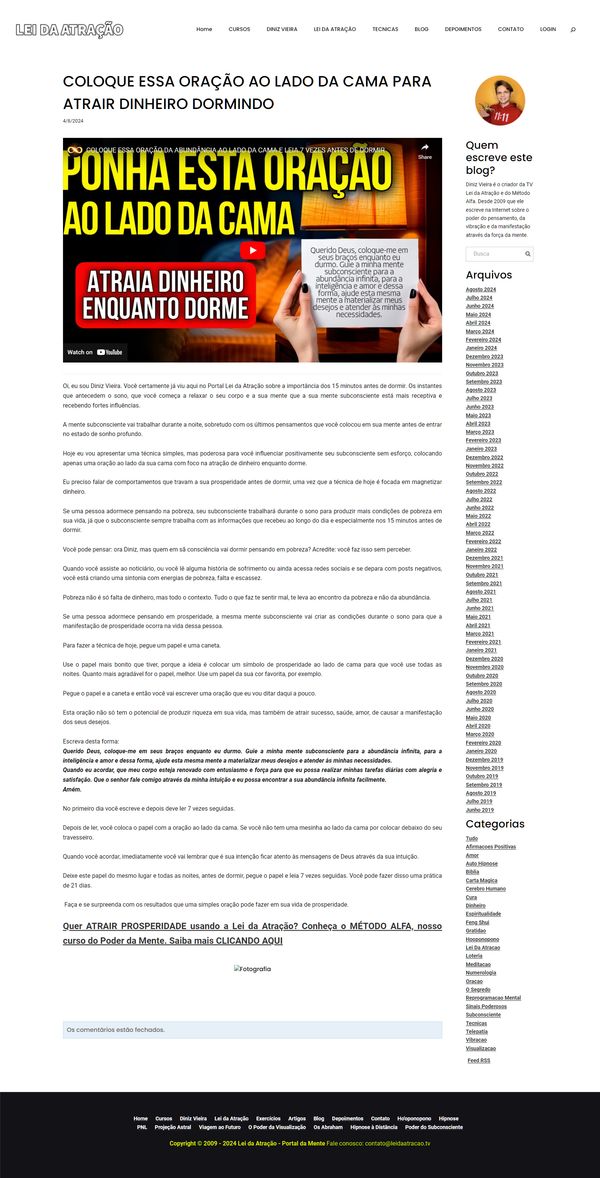 LEI DA ATRAÇÃO
Home CURSOS DINIZ VIEIRA LEI DA ATRAÇÃO TECNICAS BLOG DEPOIMENTOS CONTATO LOGIN
COLOQUE ESSA ORAÇÃO AO LADO DA CAMA PARA
ATRAIR DINHEIRO DORMINDO
4/8/2024
COLOQUE ESSA ORAÇÃO DA ABUNDÂNCIA AO LADO DA CAMA E LEIA 7 VEZES ANTES DE DORMIR
Share
PONHA ESTA ORAÇÃO
AO LADO DA CAMA
ATRAIA DINHEIRO
ENQUANTO DORME
Querido Deus, coloque-me em
seus braços enquanto eu
durmo. Guie a minha mente
subconsciente para a
abundância infinita, para a
inteligência e amor e dessa
forma, ajude esta mesma
mente a materializar meus
desejos e atender às minhas
necessidades.
Watch on YouTube
Oi, eu sou Diniz Vieira. Você certamente já viu aqui no Portal Lei da Atração sobre a importância dos 15 minutos antes de dormir. Os instantes
que antecedem o sono, que você começa a relaxar o seu corpo e a sua mente que a sua mente subconsciente está mais receptiva e
recebendo fortes influências.
A mente subconsciente vai trabalhar durante a noite, sobretudo com os últimos pensamentos que você colocou em sua mente antes de entrar
no estado de sonho profundo.
Hoje eu vou apresentar uma técnica simples, mas poderosa para você influenciar positivamente seu subconsciente sem esforço, colocando
apenas uma oração ao lado da sua cama com foco na atração de dinheiro enquanto dorme.
Eu preciso falar de comportamentos que travam a sua prosperidade antes de dormir, uma vez que a técnica de hoje é focada em magnetizar
dinheiro.
Se uma pessoa adormece pensando na pobreza, seu subconsciente trabalhará durante o sono para produzir mais condições de pobreza em
sua vida, já que o subconsciente sempre trabalha com as informações que recebeu ao longo do dia e especialmente nos 15 minutos antes de
dormir.
Você pode pensar: ora Diniz, mas quem em sã consciência vai dormir pensando em pobreza? Acredite: você faz isso sem perceber.
Quando você assiste ao noticiário, ou você lê alguma história de sofrimento ou ainda acessa redes sociais e se depara com posts negativos,
você está criando uma sintonia com energias de pobreza, falta e escassez.
Pobreza não é só falta de dinheiro, mas todo o contexto. Tudo o que faz te sentir mal, te leva ao encontro da pobreza e não da abundância.
Se uma pessoa adormece pensando em prosperidade, a mesma mente subconsciente vai criar as condições durante o sono para que a
manifestação de prosperidade ocorra na vida dessa pessoa.
Para fazer a técnica de hoje, pegue um papel e uma caneta.
Use o papel mais bonito que tiver, porque a ideia é colocar um símbolo de prosperidade ao lado de cama para que você use todas as
noites. Quanto mais agradável for o papel, melhor. Use um papel da sua cor favorita, por exemplo.
Pegue o papel e a caneta e então você vai escrever uma oração que eu vou ditar daqui a pouco.
Esta oração não só tem o potencial de produzir riqueza em sua vida, mas também de atrair sucesso, saúde, amor, de causar a manifestação
dos seus desejos.
Escreva desta forma:
Querido Deus, coloque-me em seus braços enquanto eu durmo. Guie a minha mente subconsciente para a abundância infinita, para a
inteligência e amor e dessa forma, ajude esta mesma mente a materializar meus desejos e atender às minhas necessidades.
Quando eu acordar, que meu corpo esteja renovado com entusiasmo e força para que eu possa realizar minhas tarefas diárias com alegria e
satisfação. Que o senhor fale comigo através da minha intuição e eu possa encontrar a sua abundância infinita facilmente.
Amém.
No primeiro dia você escreve e depois deve ler 7 vezes seguidas.
Depois de ler, você coloca o papel com a oração ao lado da cama. Se você não tem uma mesinha ao lado da cama por colocar debaixo do seu
travesseiro.
Quando você acordar, imediatamente você vai lembrar que é sua intenção ficar atento às mensagens de Deus através da sua intuição.
Deixe este papel do mesmo lugar e todas as noites, antes de dormir, pegue o papel e leia 7 vezes seguidas. Você pode fazer disso uma prática
de 21 dias.
Faça e se surpreenda com os resultados que uma simples oração pode fazer em sua vida de prosperidade.
Quer ATRAIR PROSPERIDADE usando a Lei da Atração? Conheça o MÉTODO ALFA, nosso
curso do Poder da Mente. Saiba mais CLICANDO AQUI
Fotografia
Os comentários estão fechados.
11:11
Quem
escreve este
blog?
Diniz Vieira é o criador da TV
Lei da Atração e do Método
Alfa. Desde 2009 que ele
escreve na Internet sobre o
poder do pensamento, da
vibração e da manifestação
através da força da mente.
Busca
Arquivos
Agosto 2024
Julho 2024
Junho 2024
Maio 2024
Abril 2024
Março 2024
Fevereiro 2024
Janeiro 2024
Dezembro 2023
Novembro 2023
Outubro 2023
Setembro 2023
Agosto 2023
Julho 2023
Junho 2023
Maio 2023
Abril 2023
Março 2023
Fevereiro 2023
Janeiro 2023
Dezembro 2022
Novembro 2022
Outubro 2022
Setembro 2022
Agosto 2022
Julho 2022
Junho 2022
Maio 2022
Abril 2022
Março 2022
Fevereiro 2022
Janeiro 2022
Dezembro 2021
Novembro 2021
Outubro 2021
Setembro 2021
Agosto 2021
Julho 2021
Junho 2021
Maio 2021
Abril 2021
Março 2021
Fevereiro 2021
Janeiro 2021
Dezembro 2020
Novembro 2020
Outubro 2020
Setembro 2020
Agosto 2020
Julho 2020
Junho 2020
Maio 2020
Abril 2020
Março 2020
Fevereiro 2020
Janeiro 2020
Dezembro 2019
Novembro 2019
Outubro 2019
Setembro 2019
Agosto 2019
Julho 2019
Junho 2019
Categorias
Tudo
Afirmacoes Positivas
Amor
Auto Hipnose
Biblia
Carta Magica
Cerebro Humano
Cura
Dinheiro
Espiritualidade
Feng Shui
Gratidao
Hooponopono
Lei Da Atracao
Loteria
Meditacao
Numerologia
Oracao
O Segredo
Reprogramacao Mental
Sinais Poderosos
Subconsciente
Tecnicas
Telepatia
Vibracao
Visualizacao
Feed RSS
Home Cursos Diniz Vieira Lei da Atração Exercícios Artigos Blog Depoimentos Contato Ho'oponopono Hipnose
PNL Projeção Astral Viagem ao Futuro O Poder da Visualização Os Abraham Hipnose à Distância Poder do Subconsciente
Copyright © 2009 - 2024 Lei da Atração - Portal da Mente Fale conosco: contato@leidaatracao.tv